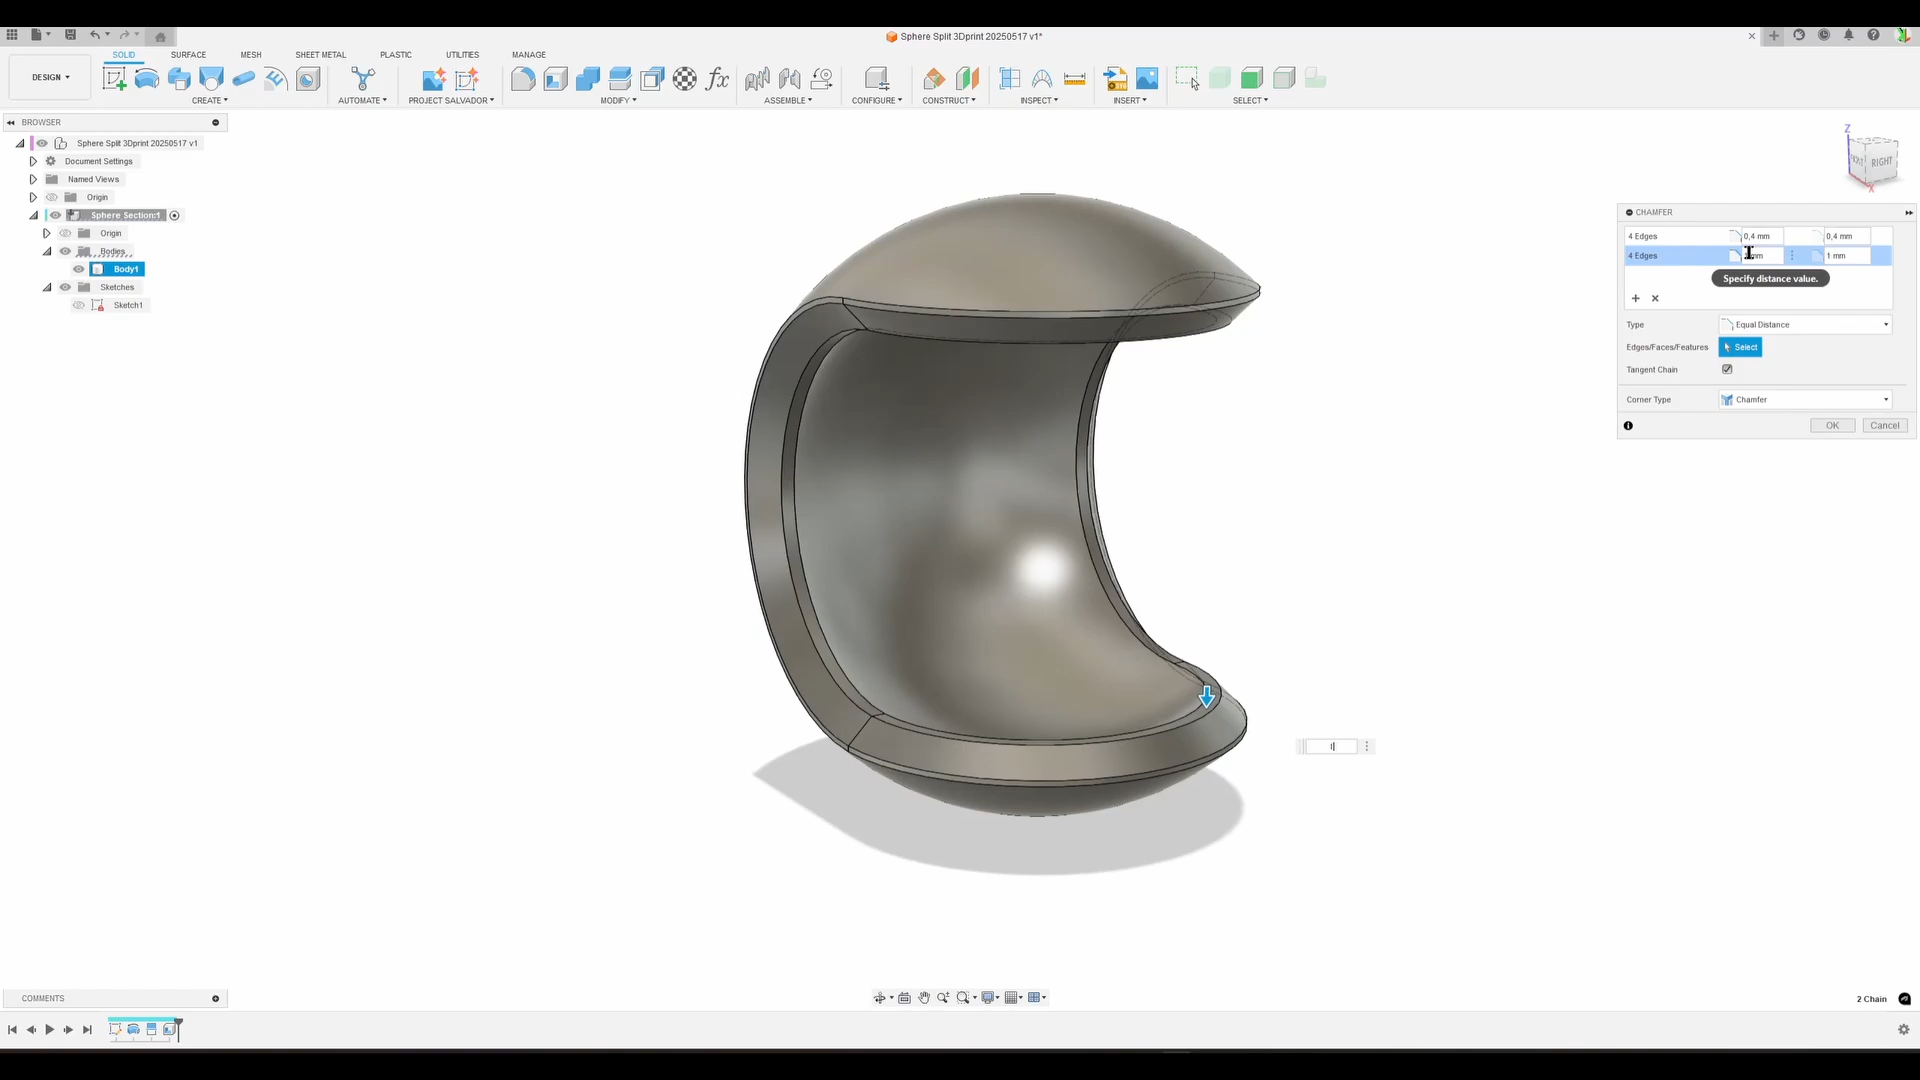 Sphere Split 3Dprint 20250517 v1*
DESIGN
SOLID SURFACE MESH SHEET METAL PLASTIC UTILITIES MANAGE
CREATE AUTOMATE PROJECT SALVADOR MODIFY ASSEMBLE CONFIGURE CONSTRUCT INSPECT INSERT SELECT
BROWSER
Sphere Split 3Dprint 20250517 v1
Document Settings
Named Views
Origin
Sphere Section:1
Origin
Bodies
Body1
Sketches
Sketch1
Z
RIGHT
X
CHAMFER
4 Edges 0,4 mm 0,4 mm
4 Edges mm 1 mm
Specify distance value.
Type Equal Distance
Edges/Faces/Features Select
Tangent Chain
Corner Type Chamfer
OK Cancel
COMMENTS
2 Chain